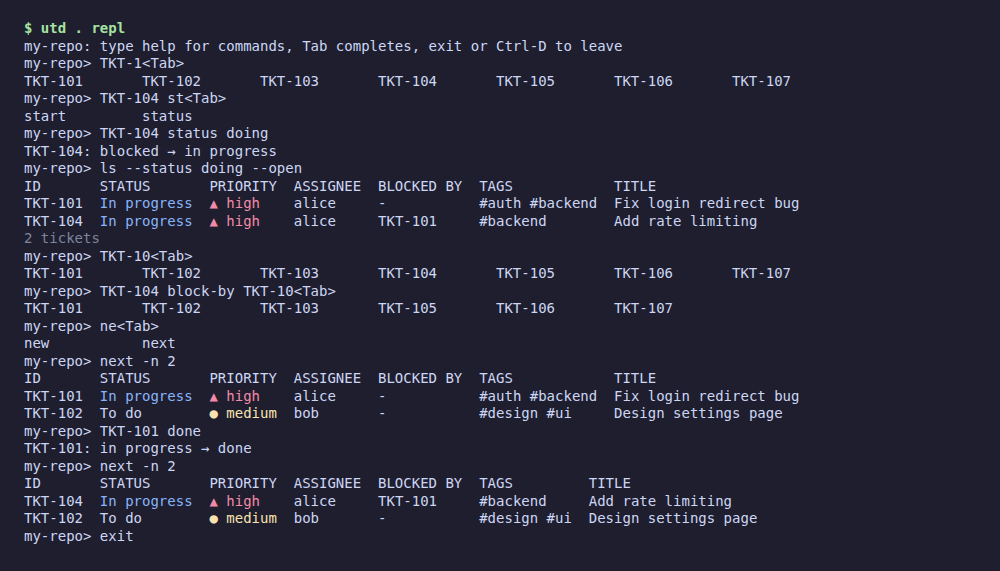 $ utd . repl
my-repo: type help for commands, Tab completes, exit or Ctrl-D to leave
my-repo> TKT-1<Tab>
TKT-101       TKT-102       TKT-103       TKT-104       TKT-105       TKT-106       TKT-107
my-repo> TKT-104 st<Tab>
start         status
my-repo> TKT-104 status doing
TKT-104: blocked → in progress
my-repo> ls --status doing --open
ID       STATUS       PRIORITY  ASSIGNEE  BLOCKED BY  TAGS            TITLE
TKT-101  In progress  ▲ high    alice     -           #auth #backend  Fix login redirect bug
TKT-104  In progress  ▲ high    alice     TKT-101     #backend        Add rate limiting
2 tickets
my-repo> TKT-10<Tab>
TKT-101       TKT-102       TKT-103       TKT-104       TKT-105       TKT-106       TKT-107
my-repo> TKT-104 block-by TKT-10<Tab>
TKT-101       TKT-102       TKT-103       TKT-105       TKT-106       TKT-107
my-repo> ne<Tab>
new           next
my-repo> next -n 2
ID       STATUS       PRIORITY  ASSIGNEE  BLOCKED BY  TAGS            TITLE
TKT-101  In progress  ▲ high    alice     -           #auth #backend  Fix login redirect bug
TKT-102  To do        ● medium  bob       -           #design #ui     Design settings page
my-repo> TKT-101 done
TKT-101: in progress → done
my-repo> next -n 2
ID       STATUS       PRIORITY  ASSIGNEE  BLOCKED BY  TAGS         TITLE
TKT-104  In progress  ▲ high    alice     TKT-101     #backend     Add rate limiting
TKT-102  To do        ● medium  bob       -           #design #ui  Design settings page
my-repo> exit